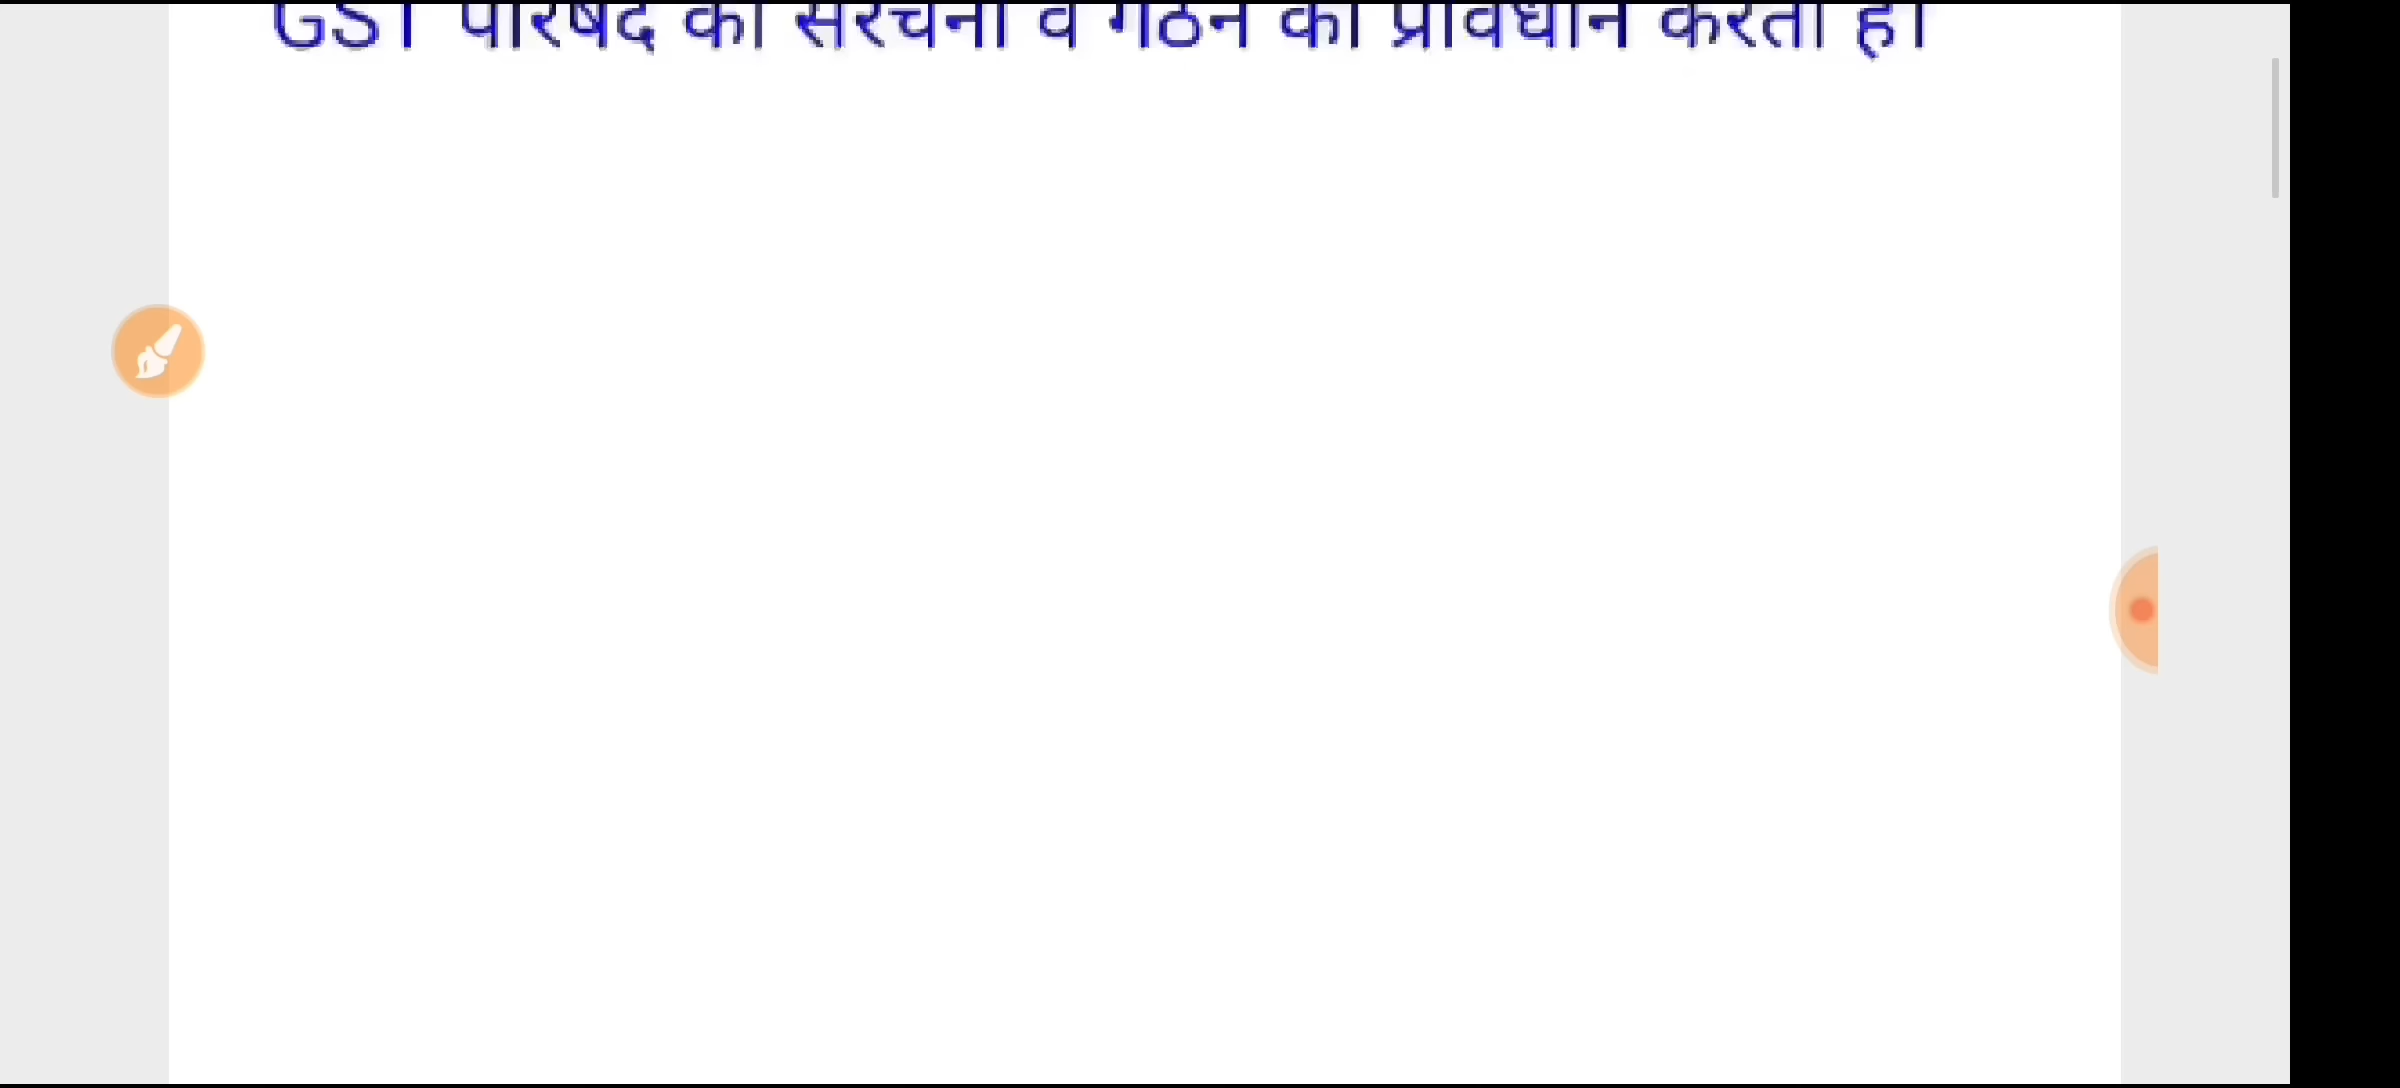 GST परिषद की संरचना व गठन का प्रावधान करता है।